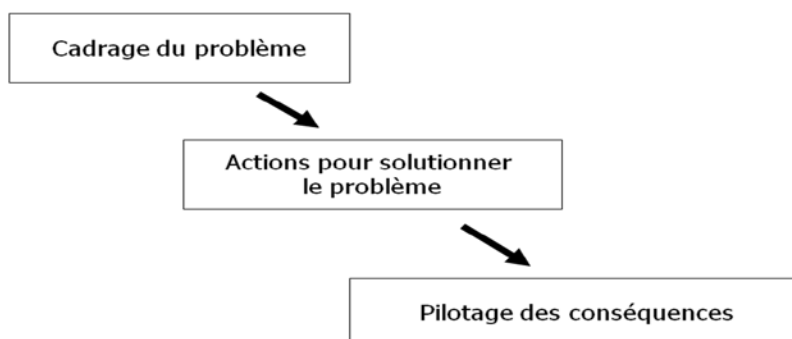 Cadrage du problème
Actions pour solutionner
le problème
Pilotage des conséquences